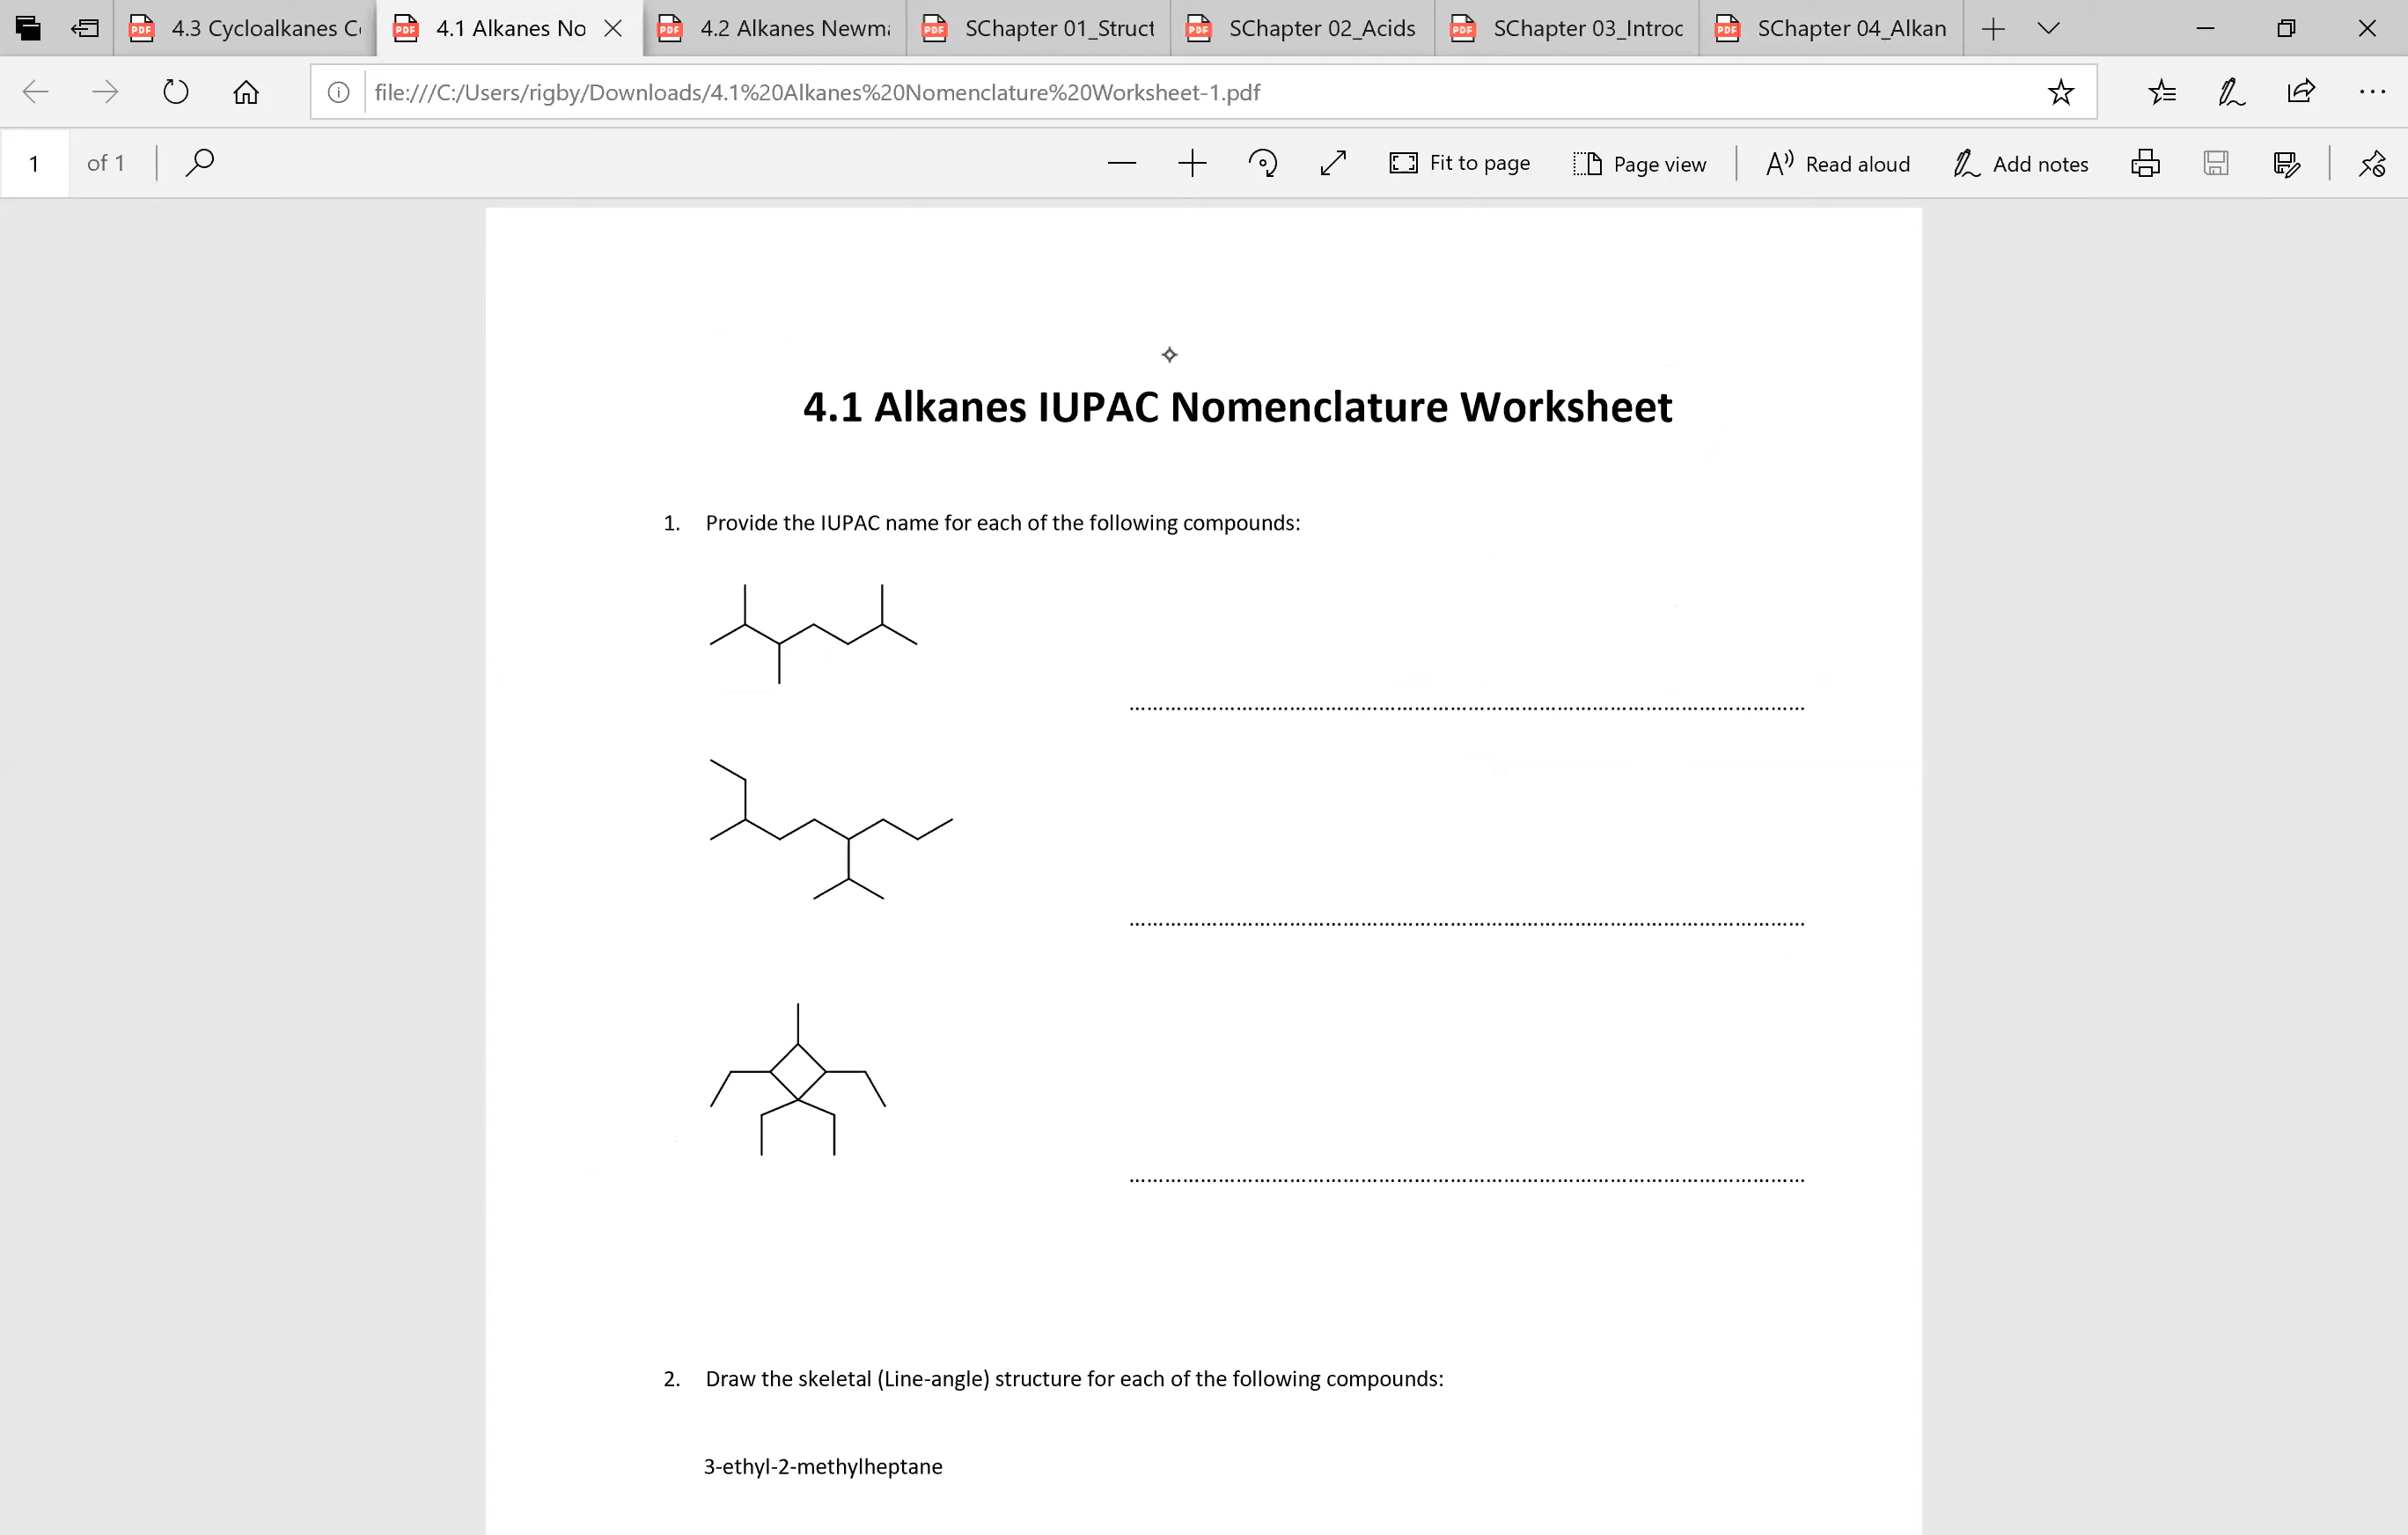 4.3 Cycloalkanes C
4.1 Alkanes No
4.2 Alkanes Newm
SChapter 01_Struct
SChapter 02_Acids
SChapter 03_Introc
SChapter 04_Alkan
file:///C:/Users/rigby/Downloads/4.1%20Alkanes%20Nomenclature%20Worksheet-1.pdf
1 of 1
Fit to page
Page view
Read aloud
Add notes
4.1 Alkanes IUPAC Nomenclature Worksheet
1. Provide the IUPAC name for each of the following compounds:
2. Draw the skeletal (Line-angle) structure for each of the following compounds:
3-ethyl-2-methylheptane